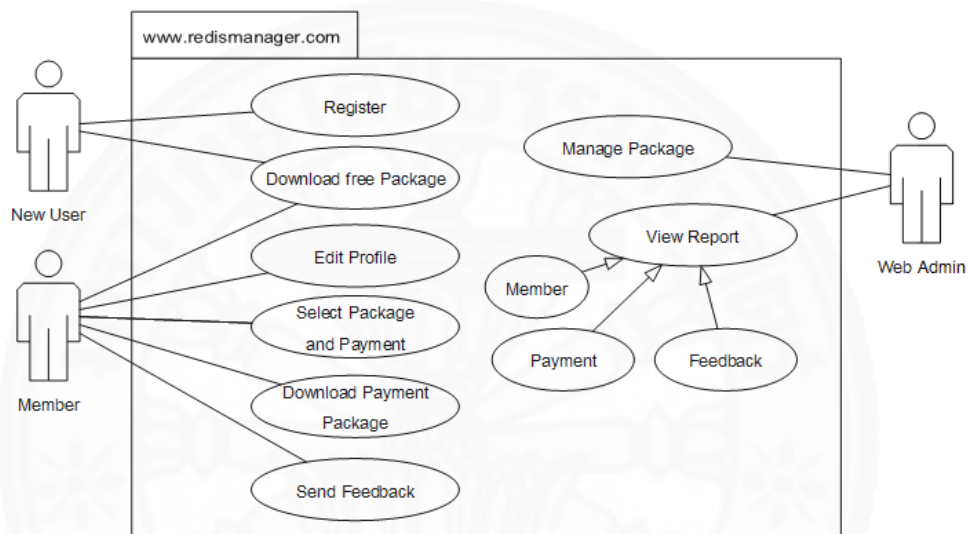 www.redismanager.com
Register
Download free Package
New User
Edit Profile
Select Package
and Payment
Download Payment
Package
Member
Send Feedback
Manage Package
View Report
Member
Payment
Feedback
Web Admin